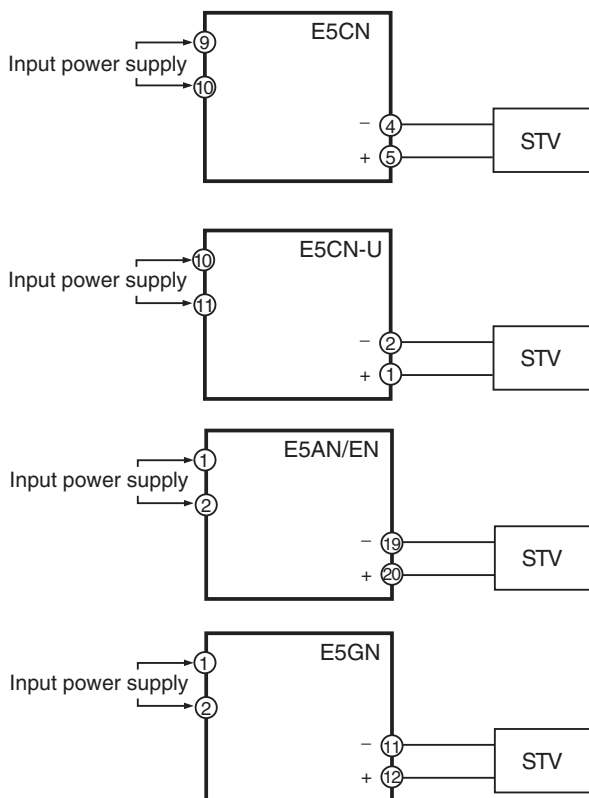 E5CN
9
Input power supply
10
− 4
STV
+ 5
E5CN-U
10
Input power supply
11
− 2
STV
+ 1
E5AN/EN
1
Input power supply
2
− 19
STV
+ 20
E5GN
1
Input power supply
2
− 11
STV
+ 12